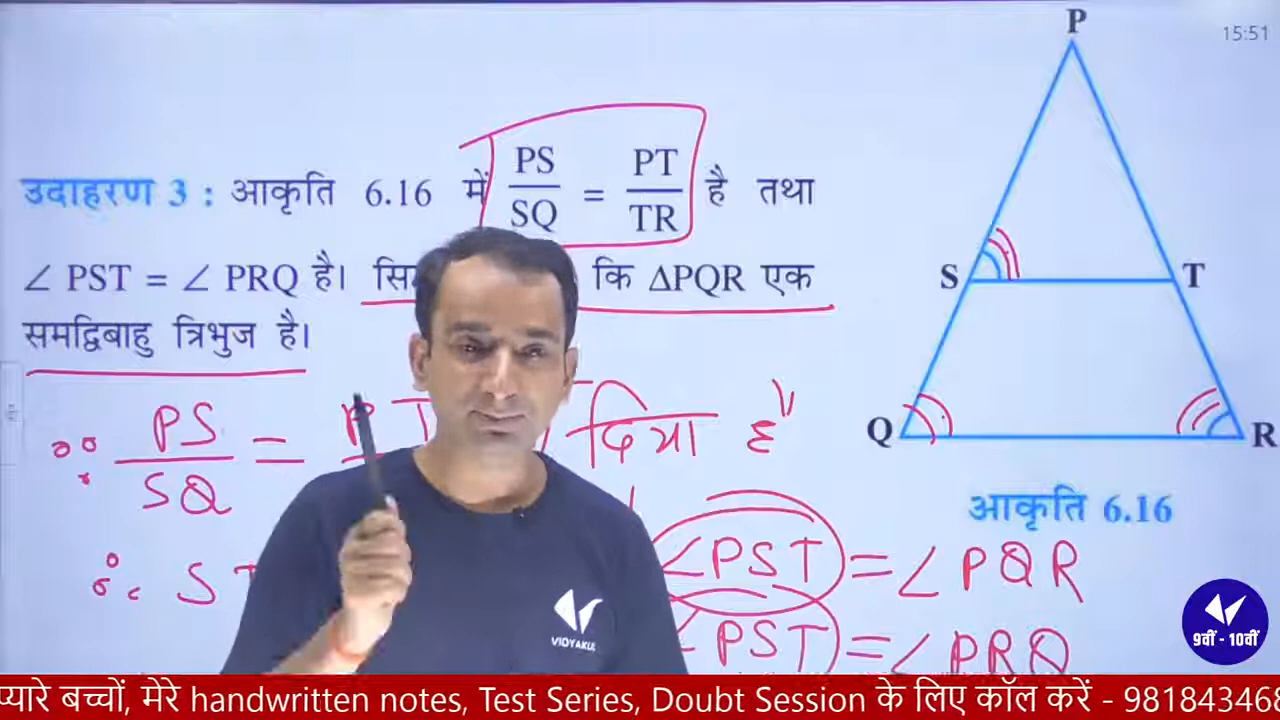 P
15:51
उदाहरण 3 : आकृति 6.16 में PS/SQ = PT/TR है तथा
∠ PST = ∠ PRQ है। कि ΔPQR एक
समद्विबाहु त्रिभुज है।
S T
Q R
आकृति 6.16
∵ PS/SQ = दिया है"
∴ S
∠PST = ∠PQR
∠PST = ∠PRQ
VIDYAKUL
9वीं - 10वीं
प्यारे बच्चों, मेरे handwritten notes, Test Series, Doubt Session के लिए कॉल करें - 981843468